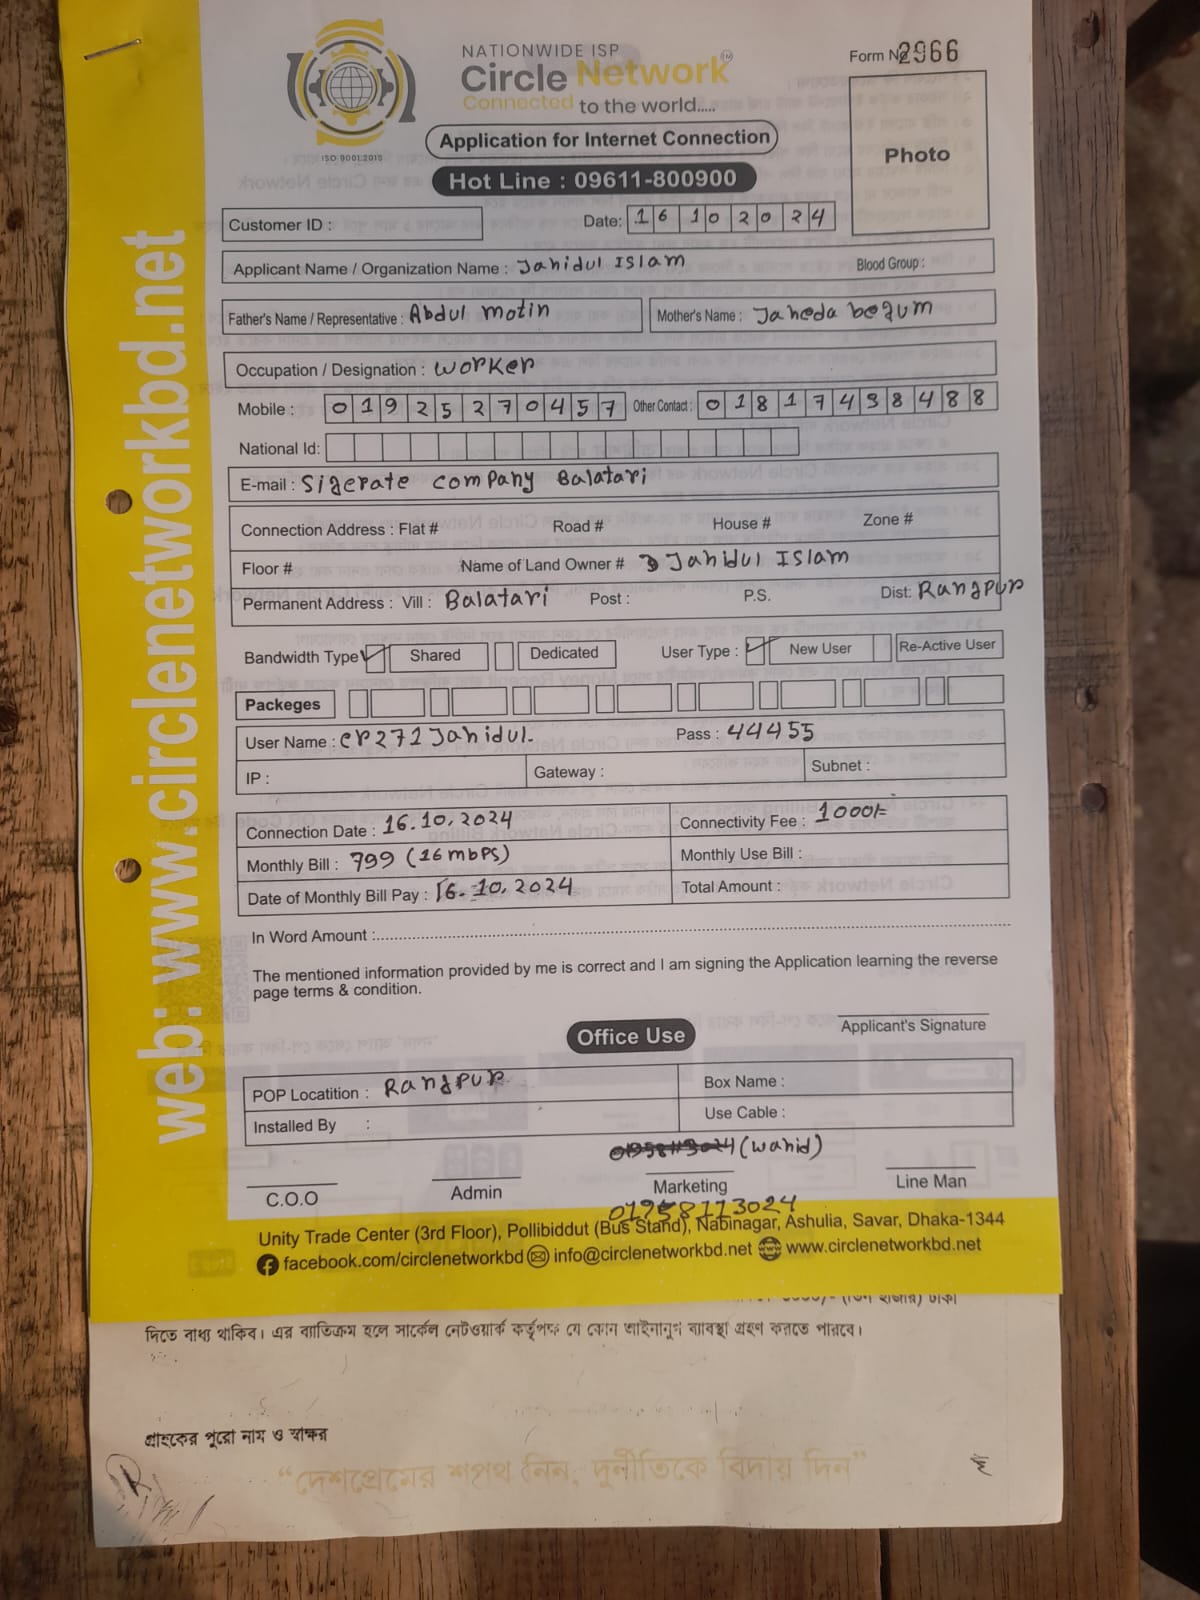 NATIONWIDE ISP
Circle Network TM
Connected to the world.....
ISO 9001:2015
Form No 2966
Application for Internet Connection
Photo
Hot Line : 09611-800900
web: www.circlenetworkbd.net
Customer ID :
Date: 16 10 2024
Applicant Name / Organization Name : Jahidul Islam Blood Group :
Father's Name / Representative : Abdul motin Mother's Name : Jaheda begum
Occupation / Designation : worker
Mobile : 01925270457 Other Contact : 01817438488
National Id:
E-mail : Sigerate company Balatari
Connection Address : Flat # Road # House # Zone #
Floor # Name of Land Owner # Jahidul Islam
Permanent Address : Vill : Balatari Post : P.S. Dist: Rangpur
Bandwidth Type ✓ Shared Dedicated User Type : ✓ New User Re-Active User
Packeges
User Name : cr271Jahidul. Pass : 44455
IP : Gateway : Subnet :
Connection Date : 16.10.2024 Connectivity Fee : 1000/=
Monthly Bill : 799 (16mbps) Monthly Use Bill :
Date of Monthly Bill Pay : 16.10.2024 Total Amount :
In Word Amount :
The mentioned information provided by me is correct and I am signing the Application learning the reverse
page terms & condition.
Applicant's Signature
Office Use
POP Locatition : Rangpur Box Name :
Installed By : Use Cable :
(wahid)
C.O.O Admin Marketing Line Man
01958113024
Unity Trade Center (3rd Floor), Pollibiddut (Bus Stand), Nabinagar, Ashulia, Savar, Dhaka-1344
facebook.com/circlenetworkbd info@circlenetworkbd.net www.circlenetworkbd.net
দিতে বাধ্য থাকিব। এর ব্যতিক্রম হলে সার্কেল নেটওয়ার্ক কর্তৃপক্ষ যে কোন আইনানুগ ব্যাবস্থা গ্রহণ করতে পারবে।
গ্রাহকের পুরো নাম ও স্বাক্ষর
“দেশপ্রেমের শপথ নিন, দুর্নীতিকে বিদায় দিন”